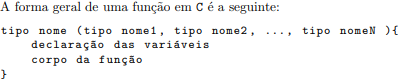 A forma geral de uma função em C é a seguinte:
tipo nome (tipo nome1, tipo nome2, ..., tipo nomeN ){
    declaração das variáveis
    corpo da função
}